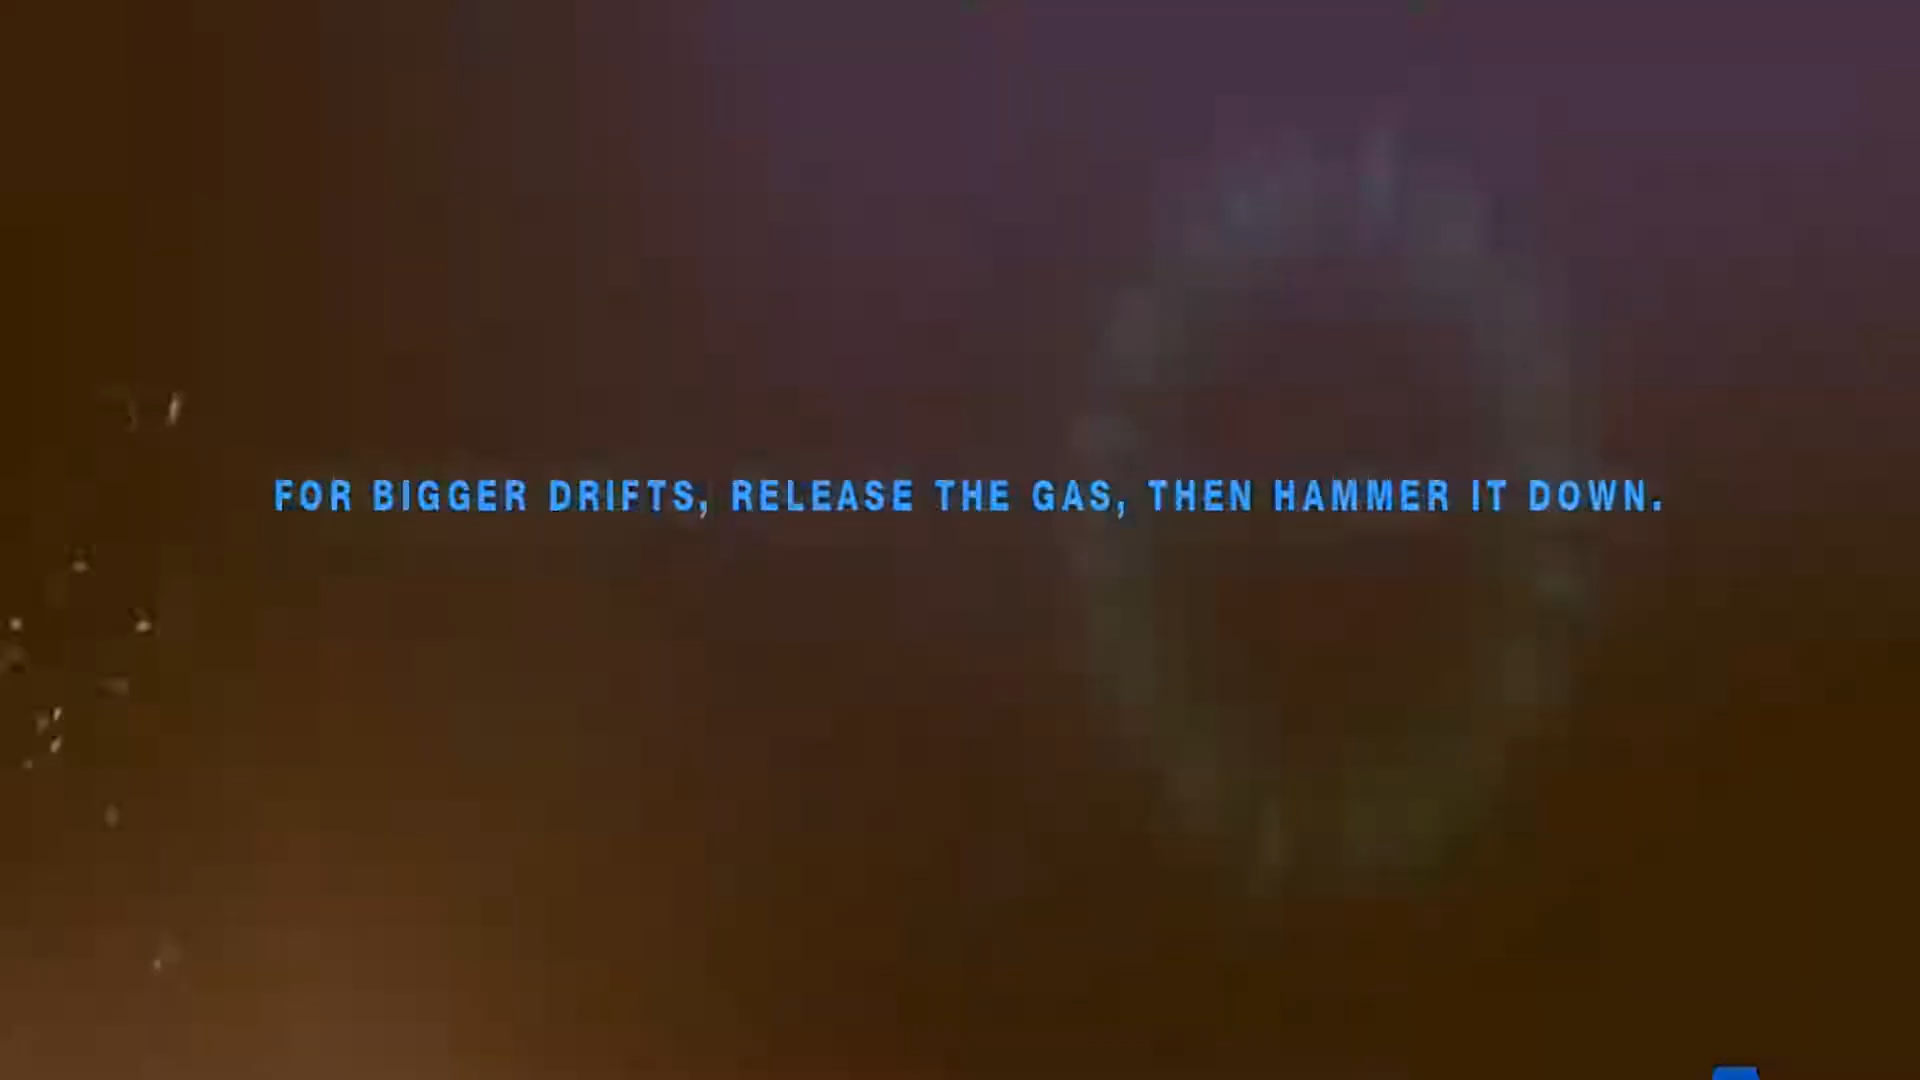 FOR BIGGER DRIFTS, RELEASE THE GAS, THEN HAMMER IT DOWN.